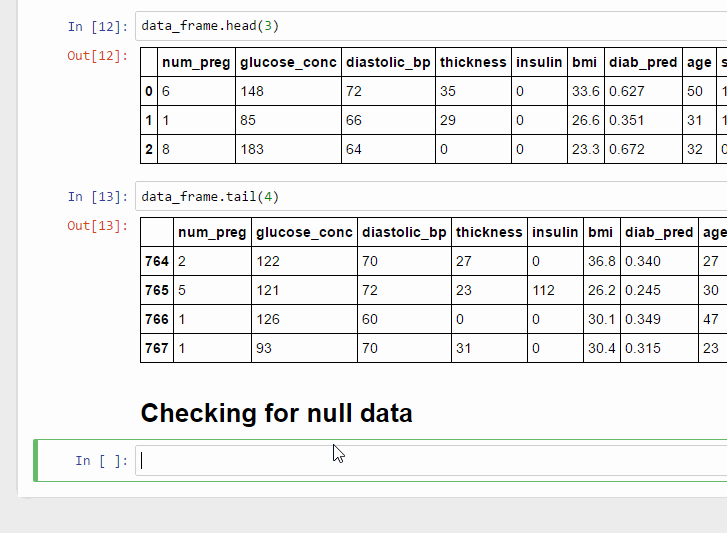 In [12]: data_frame.head(3)
Out[12]:
num_preg glucose_conc diastolic_bp thickness insulin bmi diab_pred age s
0 6 148 72 35 0 33.6 0.627 50 1
1 1 85 66 29 0 26.6 0.351 31 1
2 8 183 64 0 0 23.3 0.672 32 0
In [13]: data_frame.tail(4)
Out[13]:
num_preg glucose_conc diastolic_bp thickness insulin bmi diab_pred age
764 2 122 70 27 0 36.8 0.340 27
765 5 121 72 23 112 26.2 0.245 30
766 1 126 60 0 0 30.1 0.349 47
767 1 93 70 31 0 30.4 0.315 23
Checking for null data
In [ ]: